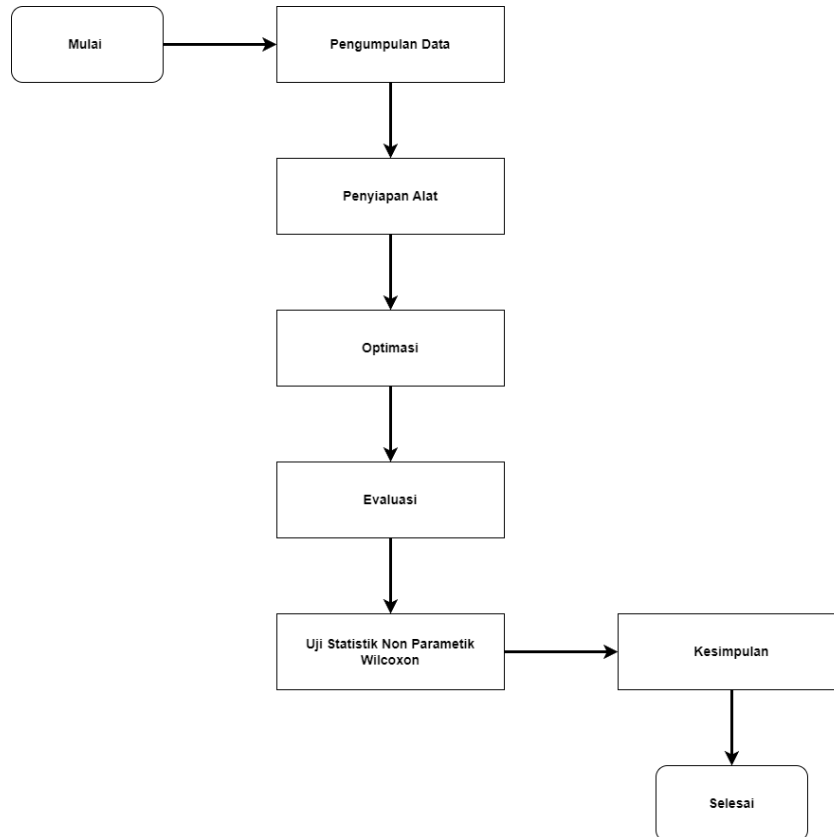 Mulai
Pengumpulan Data
Penyiapan Alat
Optimasi
Evaluasi
Uji Statistik Non Parametik
Wilcoxon
Kesimpulan
Selesai